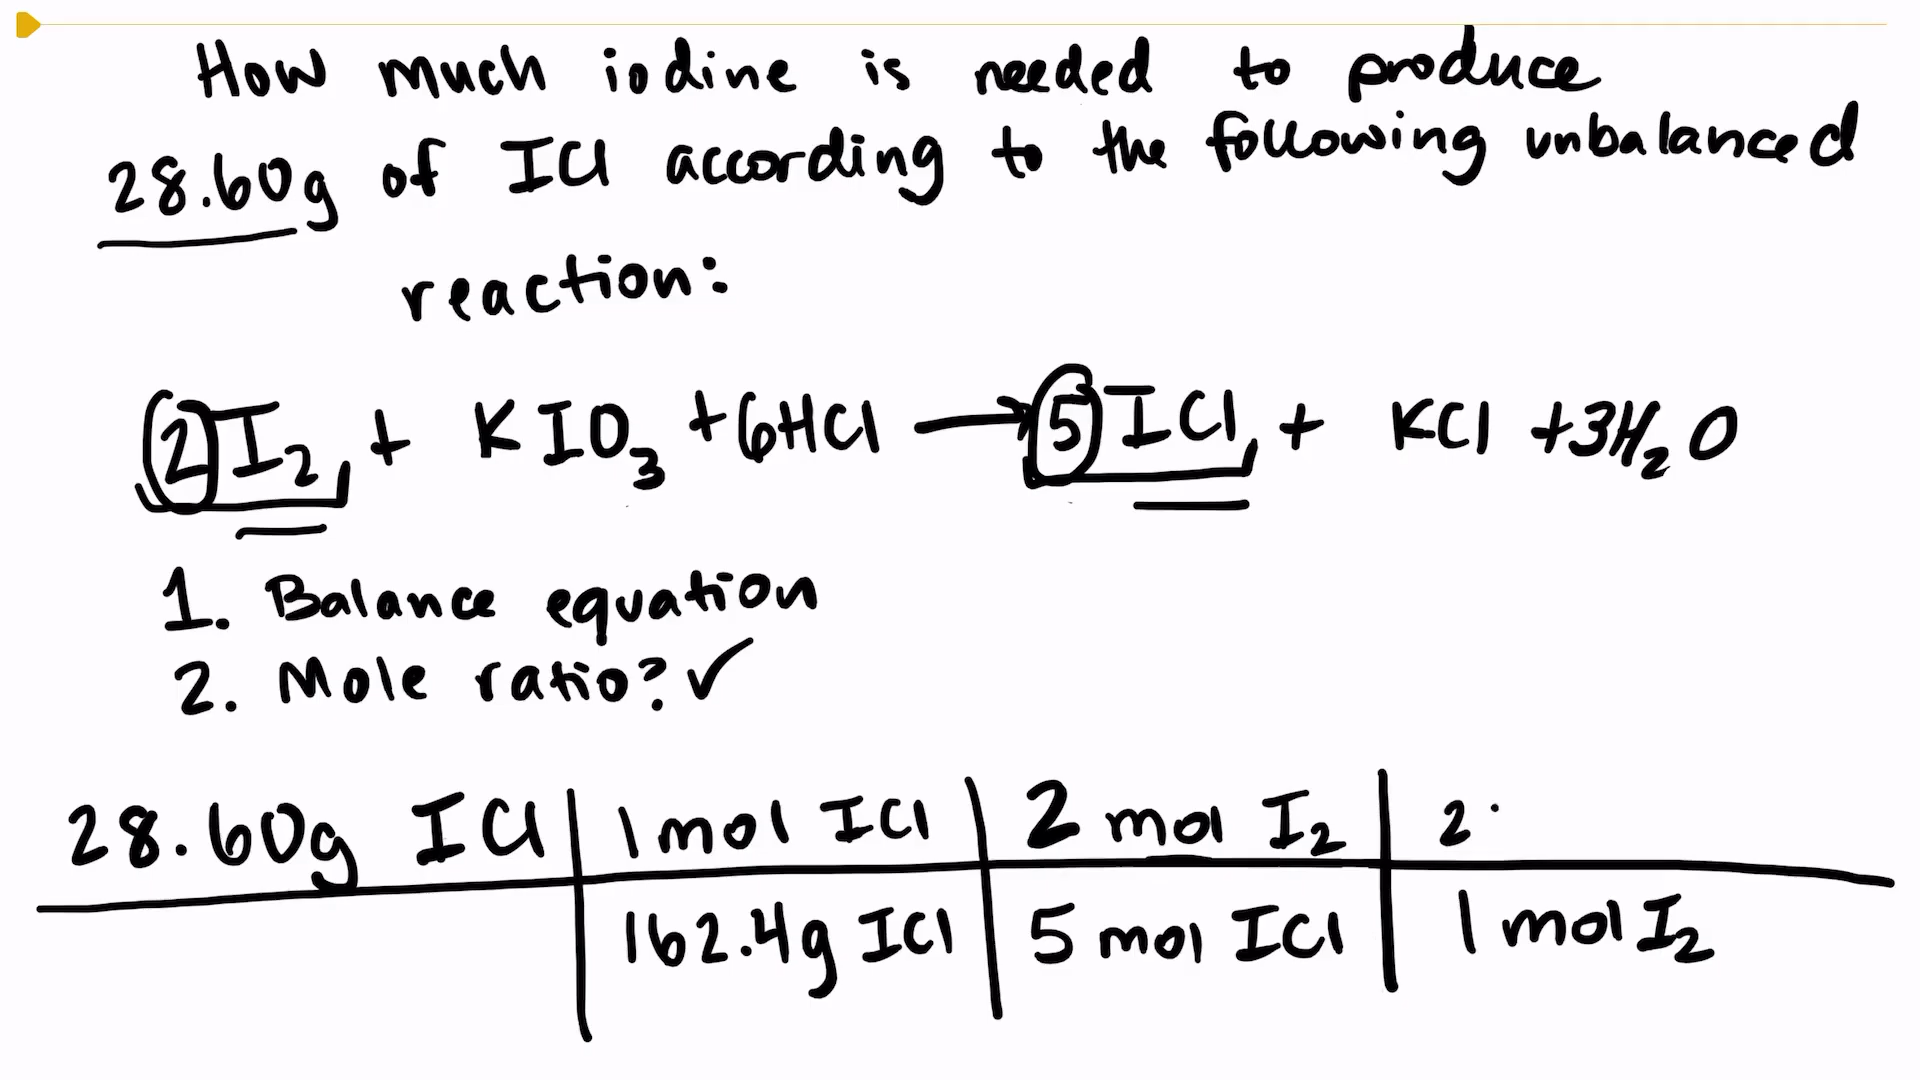 How much iodine is needed to produce
28.60g of ICl according to the following unbalanced
reaction:
2 I₂ + KIO₃ + 6HCl → 5 ICl + KCl + 3H₂O
1. Balance equation
2. Mole ratio? ✓
28.60g ICl | 1 mol ICl | 2 mol I₂ | 2.
162.4g ICl | 5 mol ICl | 1 mol I₂